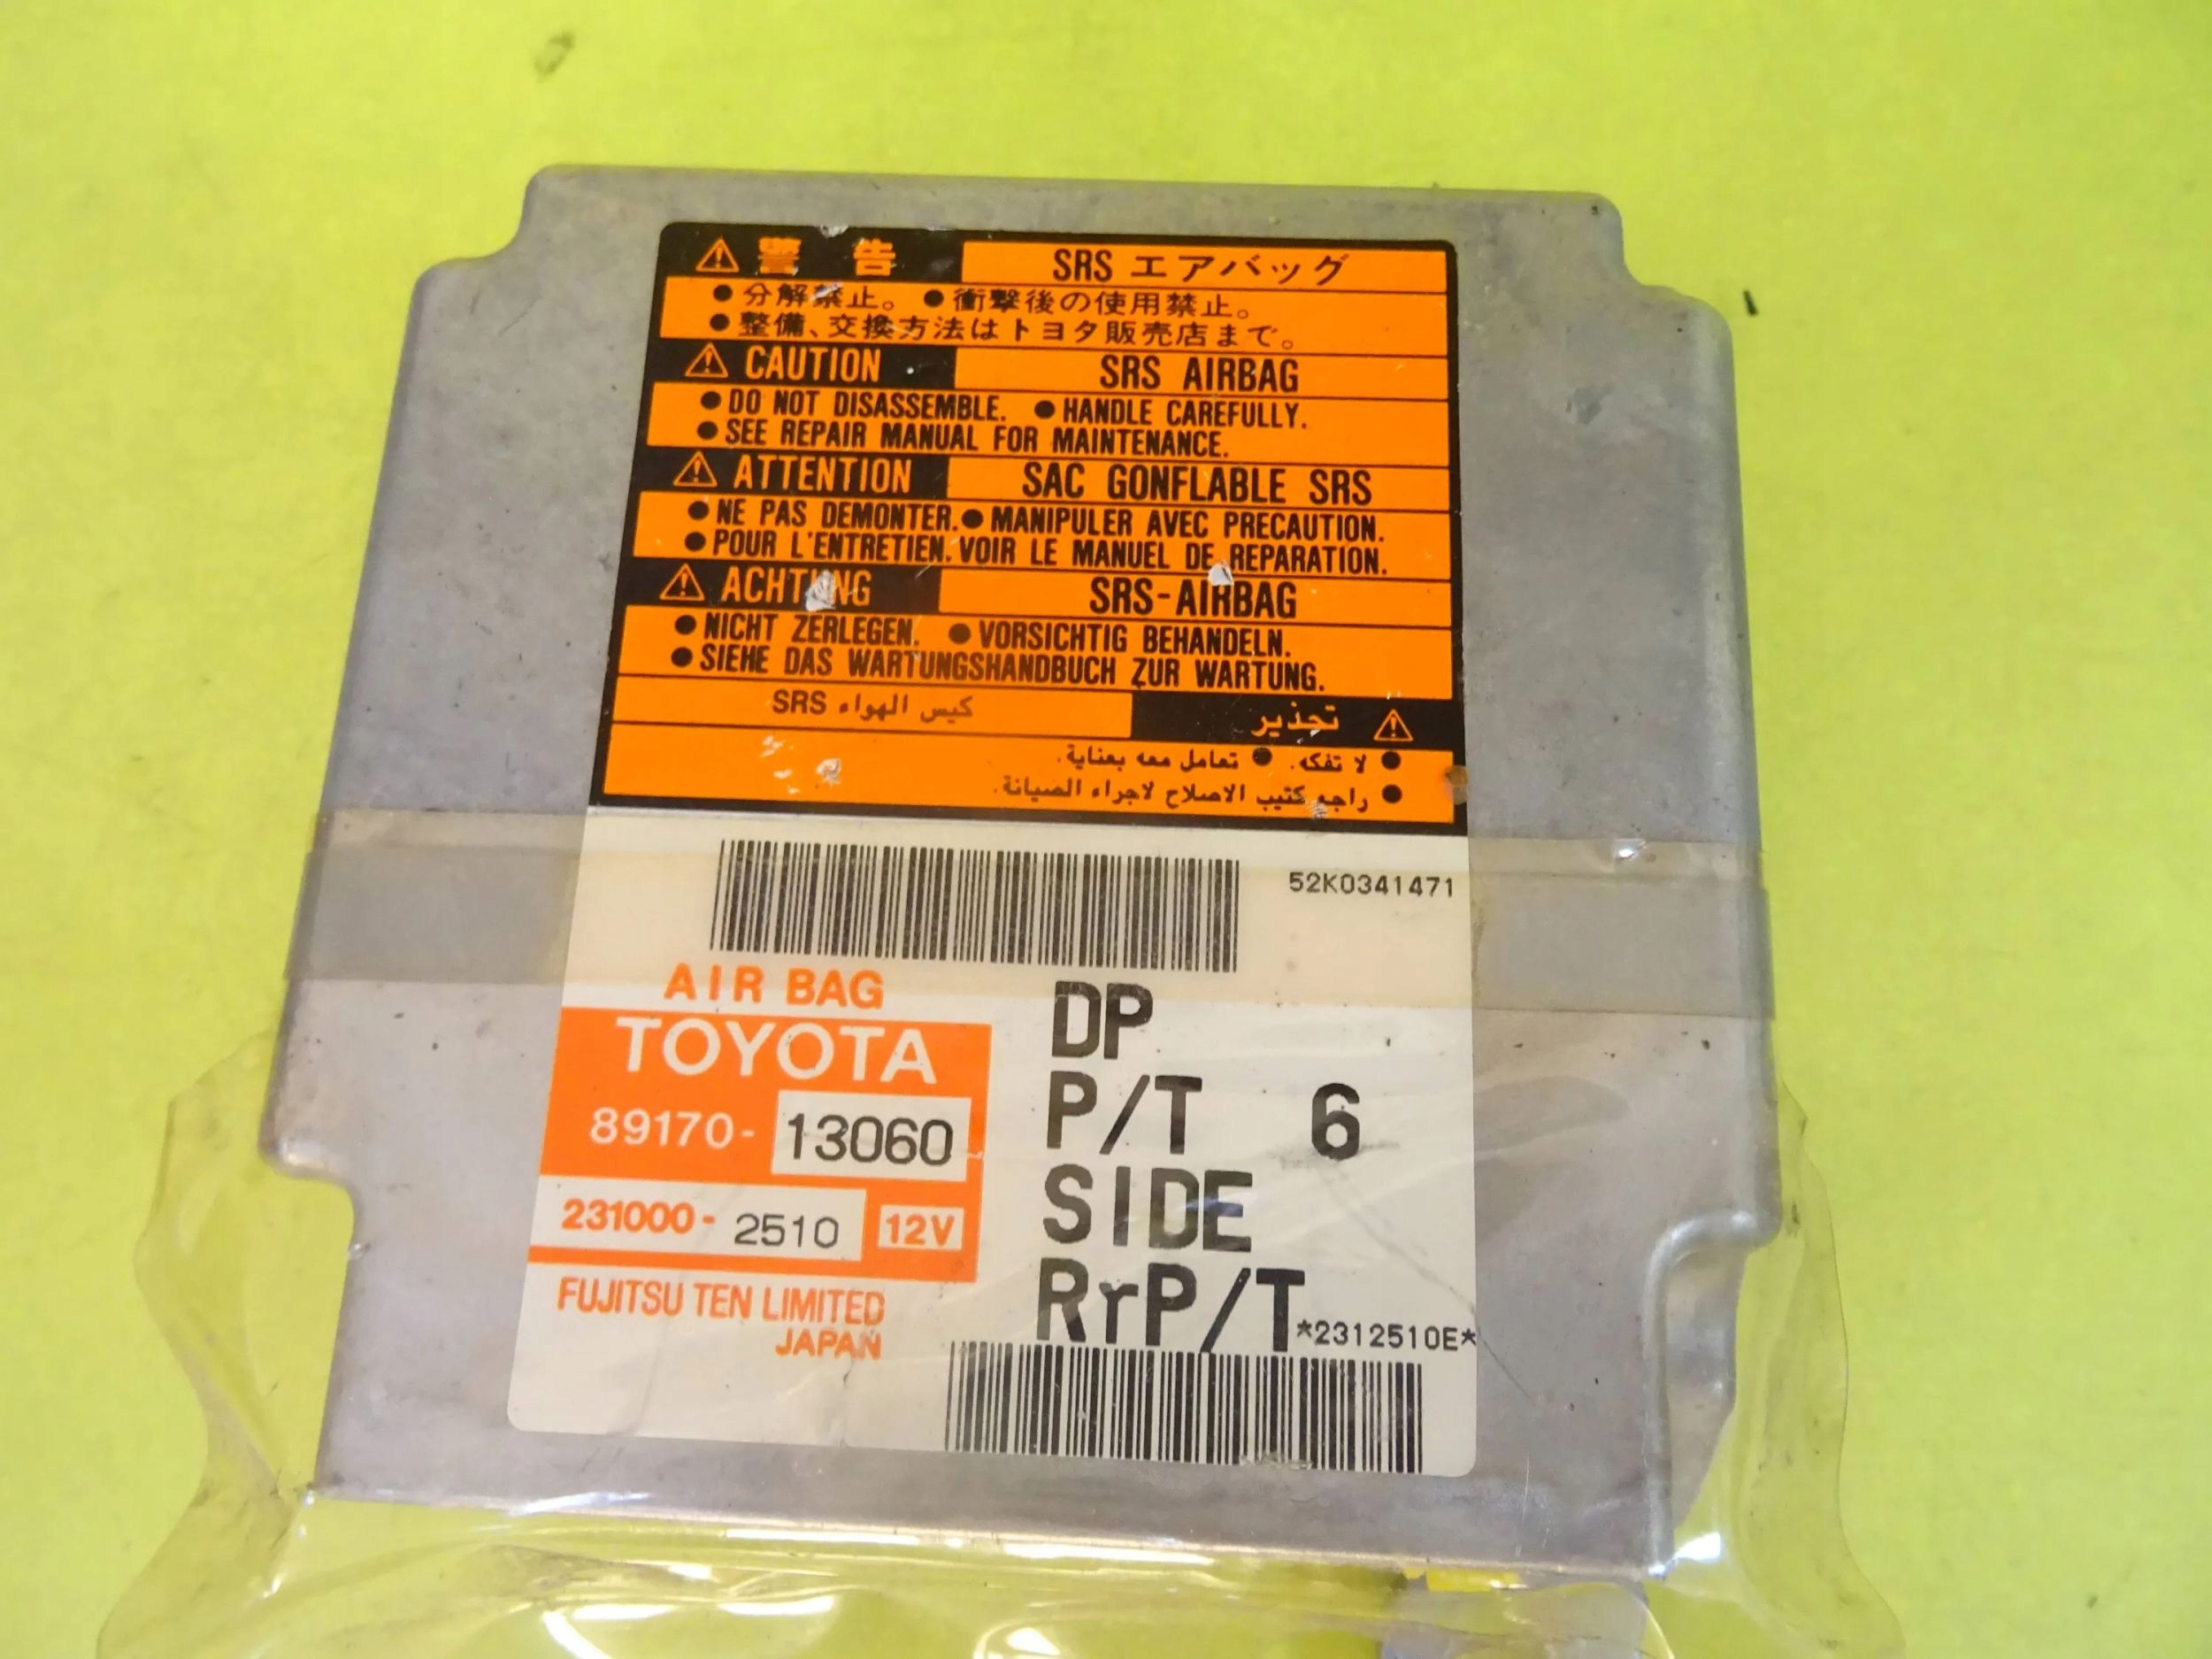 ⚠ 警 告 SRS エアバッグ
● 分解禁止。 ● 衝撃後の使用禁止。
● 整備、交換方法はトヨタ販売店まで。
⚠ CAUTION SRS AIRBAG
● DO NOT DISASSEMBLE. ● HANDLE CAREFULLY.
● SEE REPAIR MANUAL FOR MAINTENANCE.
⚠ ATTENTION SAC GONFLABLE SRS
● NE PAS DEMONTER. ● MANIPULER AVEC PRECAUTION.
● POUR L'ENTRETIEN. VOIR LE MANUEL DE REPARATION.
⚠ ACHTUNG SRS-AIRBAG
● NICHT ZERLEGEN. ● VORSICHTIG BEHANDELN.
● SIEHE DAS WARTUNGSHANDBUCH ZUR WARTUNG.
⚠ تحذير كيس الهواء SRS
● لا تفكه. ● تعامل معه بعناية.
● راجع كتيب الاصلاح لاجراء الصيانة.
52K0341471
AIR BAG
TOYOTA
89170-13060
231000-2510 12V
FUJITSU TEN LIMITED
JAPAN
DP
P/T 6
SIDE
RrP/T
*2312510E*